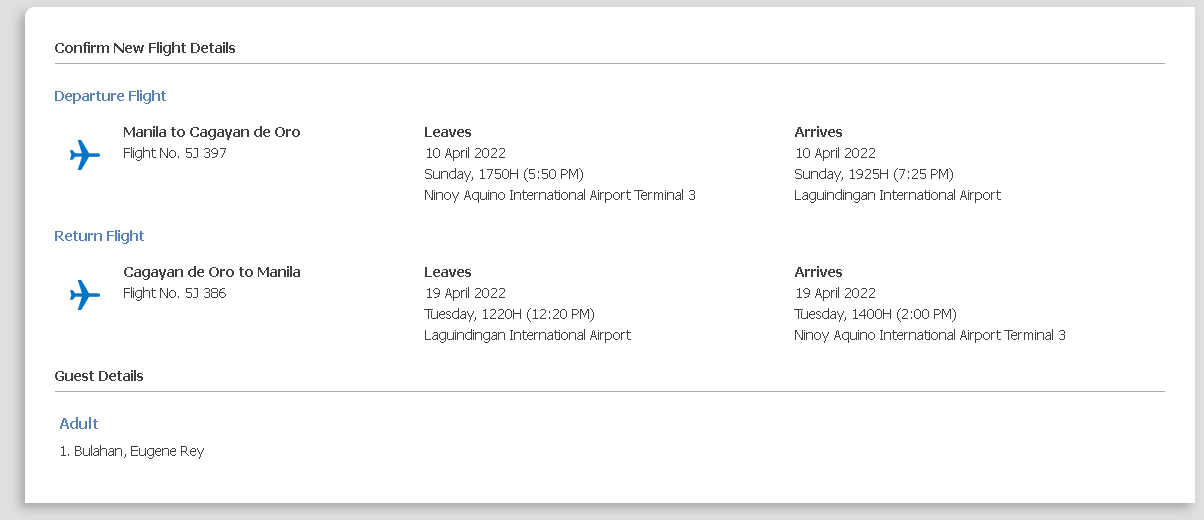 Confirm New Flight Details
Departure Flight
Manila to Cagayan de Oro
Flight No. 5J 397
Leaves
10 April 2022
Sunday, 1750H (5:50 PM)
Ninoy Aquino International Airport Terminal 3
Arrives
10 April 2022
Sunday, 1925H (7:25 PM)
Laguindingan International Airport
Return Flight
Cagayan de Oro to Manila
Flight No. 5J 386
Leaves
19 April 2022
Tuesday, 1220H (12:20 PM)
Laguindingan International Airport
Arrives
19 April 2022
Tuesday, 1400H (2:00 PM)
Ninoy Aquino International Airport Terminal 3
Guest Details
Adult
1. Bulahan, Eugene Rey